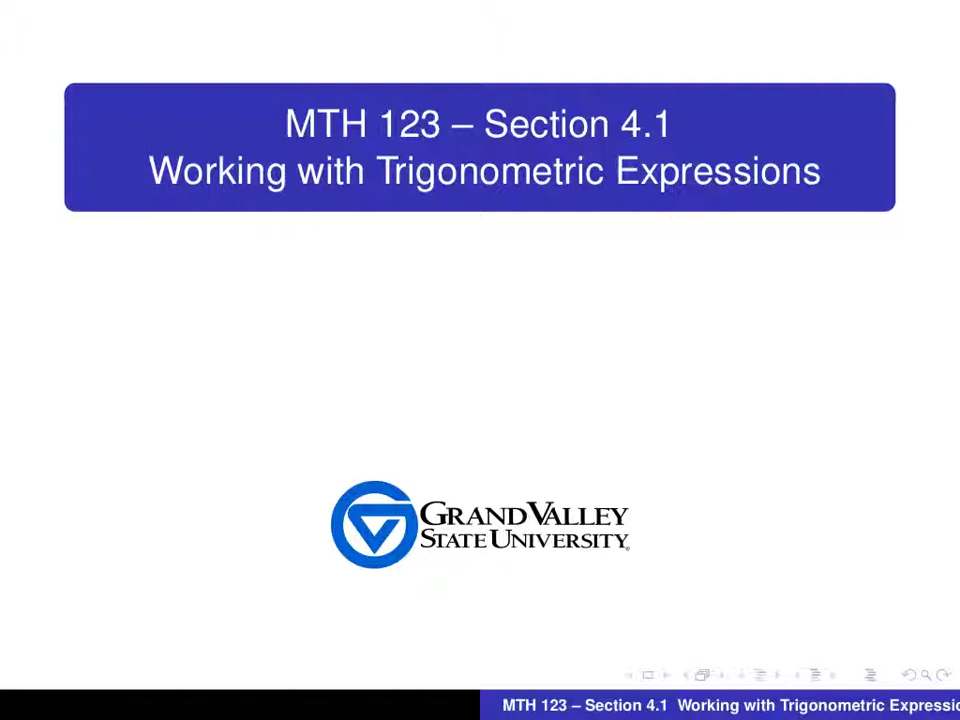 MTH 123 – Section 4.1
Working with Trigonometric Expressions
GRAND VALLEY
STATE UNIVERSITY®
MTH 123 – Section 4.1 Working with Trigonometric Expressio